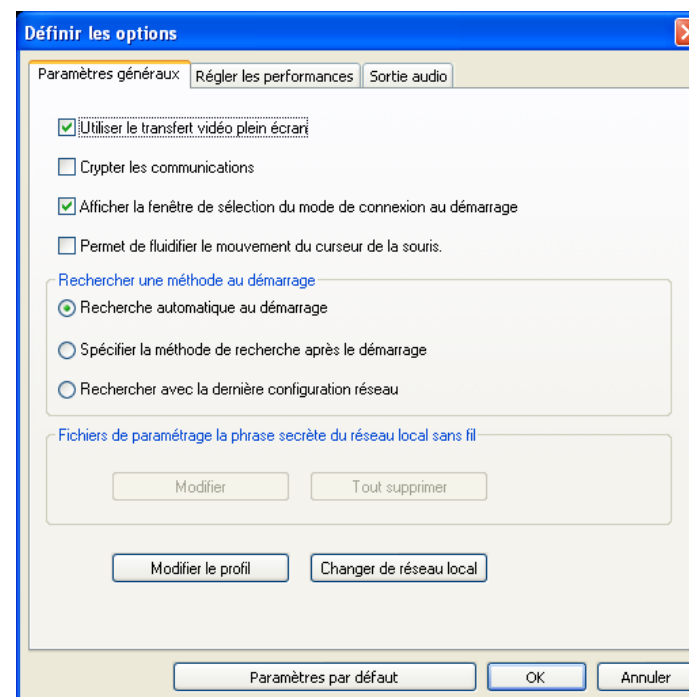 Définir les options
Paramètres généraux Régler les performances Sortie audio
Utiliser le transfert vidéo plein écran
Crypter les communications
Afficher la fenêtre de sélection du mode de connexion au démarrage
Permet de fluidifier le mouvement du curseur de la souris.
Rechercher une méthode au démarrage
Recherche automatique au démarrage
Spécifier la méthode de recherche après le démarrage
Rechercher avec la dernière configuration réseau
Fichiers de paramétrage la phrase secrète du réseau local sans fil
Modifier Tout supprimer
Modifier le profil Changer de réseau local
Paramètres par défaut OK Annuler